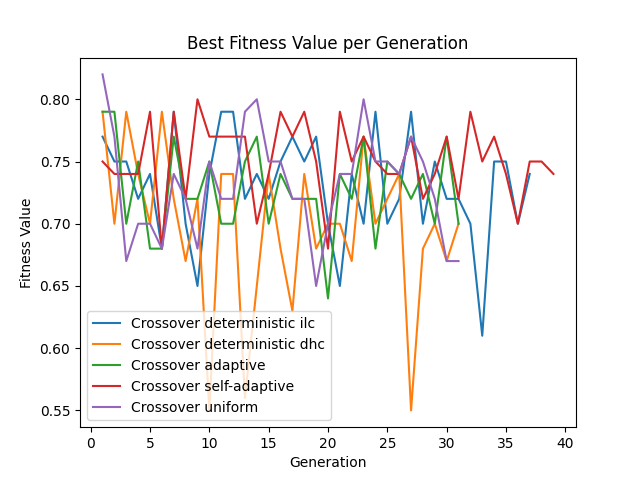 Best Fitness Value per Generation
Fitness Value
0.80
0.75
0.70
0.65
0.60
0.55
Crossover deterministic ilc
Crossover deterministic dhc
Crossover adaptive
Crossover self-adaptive
Crossover uniform
0 5 10 15 20 25 30 35 40
Generation